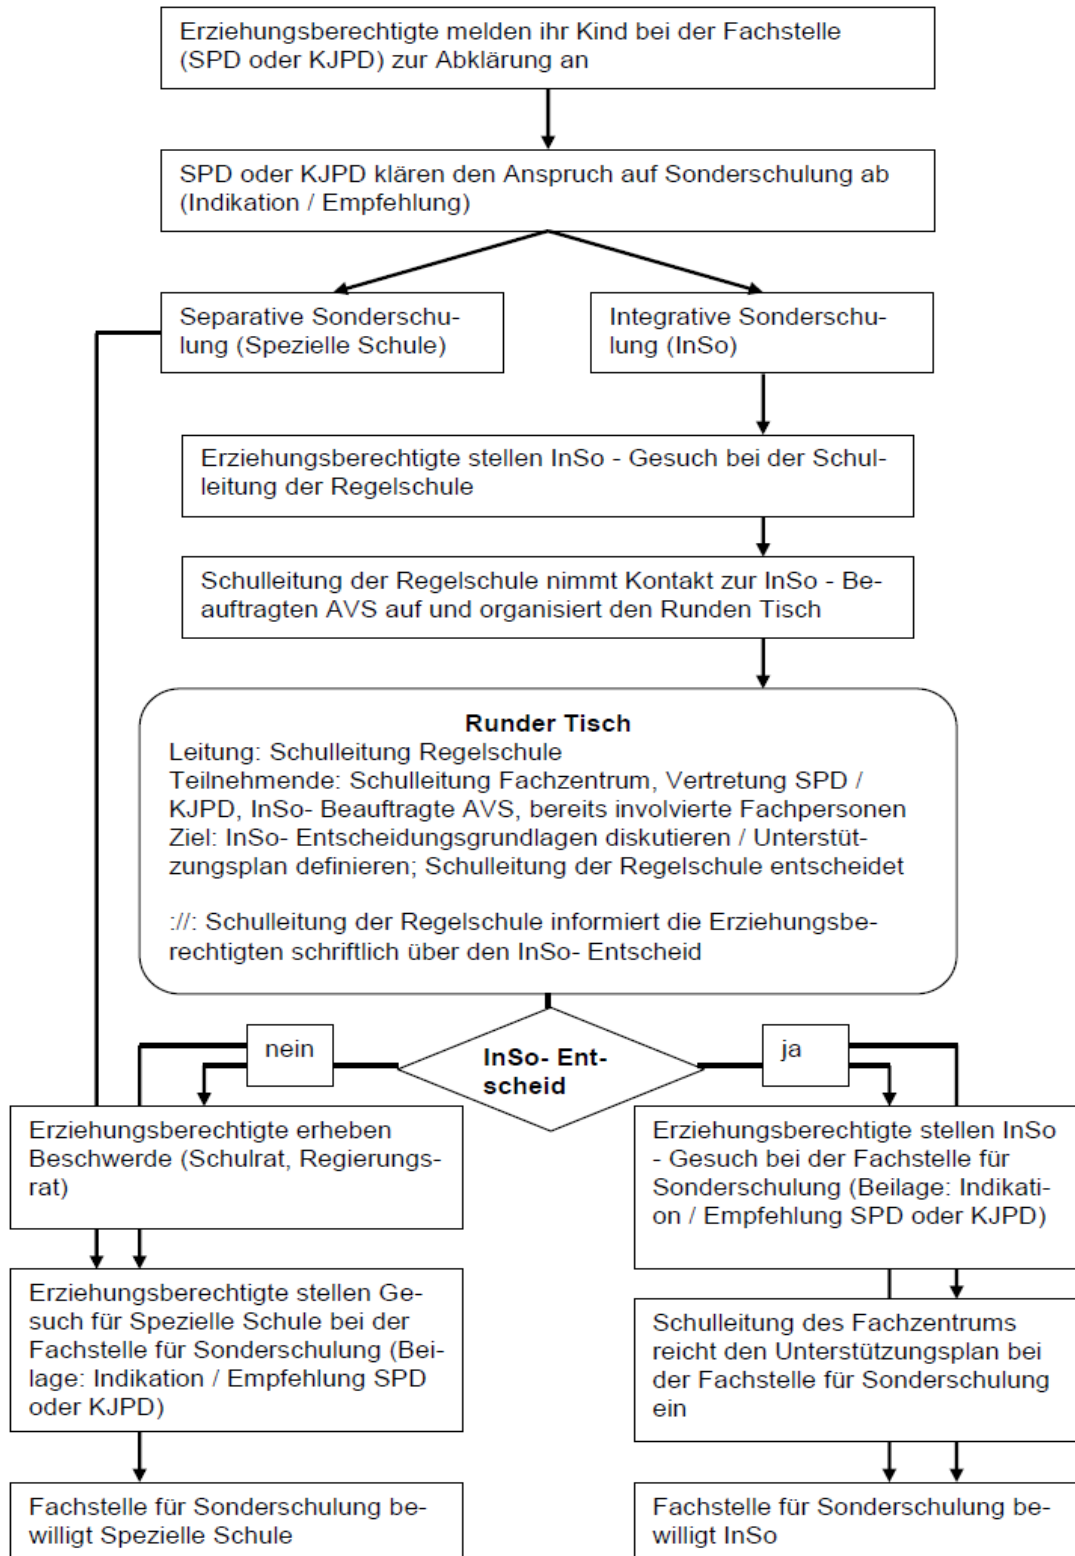 Erziehungsberechtigte melden ihr Kind bei der Fachstelle
(SPD oder KJPD) zur Abklärung an
SPD oder KJPD klären den Anspruch auf Sonderschulung ab
(Indikation / Empfehlung)
Separative Sonderschu-
lung (Spezielle Schule)
Integrative Sonderschu-
lung (InSo)
Erziehungsberechtigte stellen InSo - Gesuch bei der Schul-
leitung der Regelschule
Schulleitung der Regelschule nimmt Kontakt zur InSo - Be-
auftragten AVS auf und organisiert den Runden Tisch
Runder Tisch
Leitung: Schulleitung Regelschule
Teilnehmende: Schulleitung Fachzentrum, Vertretung SPD /
KJPD, InSo- Beauftragte AVS, bereits involvierte Fachpersonen
Ziel: InSo- Entscheidungsgrundlagen diskutieren / Unterstüt-
zungsplan definieren; Schulleitung der Regelschule entscheidet
://: Schulleitung der Regelschule informiert die Erziehungsbe-
rechtigten schriftlich über den InSo- Entscheid
nein
InSo- Ent-
scheid
ja
Erziehungsberechtigte erheben
Beschwerde (Schulrat, Regierungs-
rat)
Erziehungsberechtigte stellen InSo
- Gesuch bei der Fachstelle für
Sonderschulung (Beilage: Indikati-
on / Empfehlung SPD oder KJPD)
Erziehungsberechtigte stellen Ge-
such für Spezielle Schule bei der
Fachstelle für Sonderschulung (Bei-
lage: Indikation / Empfehlung SPD
oder KJPD)
Schulleitung des Fachzentrums
reicht den Unterstützungsplan bei
der Fachstelle für Sonderschulung
ein
Fachstelle für Sonderschulung be-
willigt Spezielle Schule
Fachstelle für Sonderschulung be-
willigt InSo